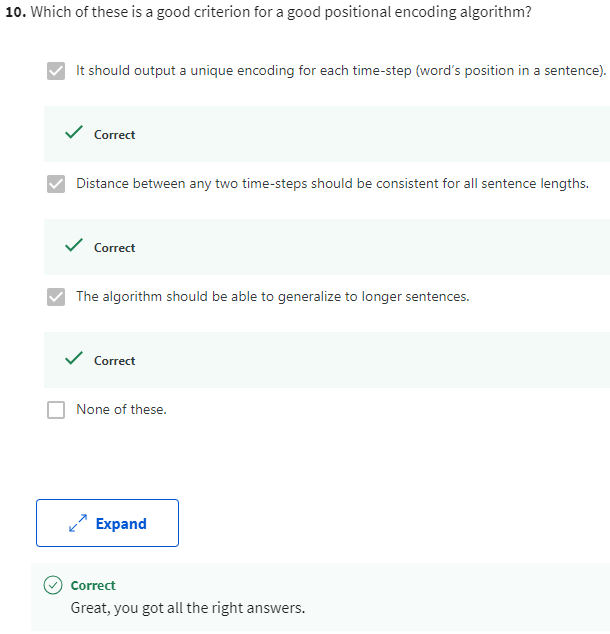 10. Which of these is a good criterion for a good positional encoding algorithm?
It should output a unique encoding for each time-step (word's position in a sentence).
Correct
Distance between any two time-steps should be consistent for all sentence lengths.
Correct
The algorithm should be able to generalize to longer sentences.
Correct
None of these.
Expand
Correct
Great, you got all the right answers.